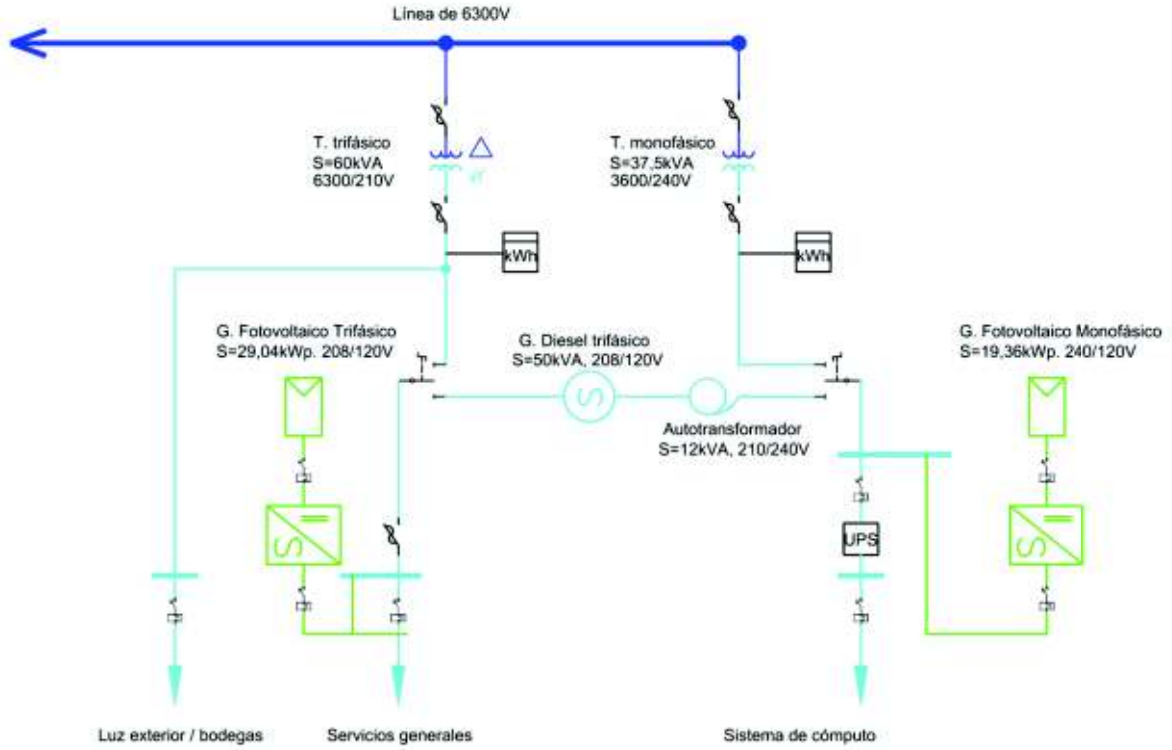 Línea de 6300V
T. trifásico
S=60kVA
6300/210V
T. monofásico
S=37,5kVA
3600/240V
kWh
kWh
G. Fotovoltaico Trifásico
S=29,04kWp. 208/120V
G. Diesel trifásico
S=50kVA, 208/120V
G. Fotovoltaico Monofásico
S=19,36kWp. 240/120V
Autotransformador
S=12kVA, 210/240V
UPS
Luz exterior / bodegas
Servicios generales
Sistema de cómputo